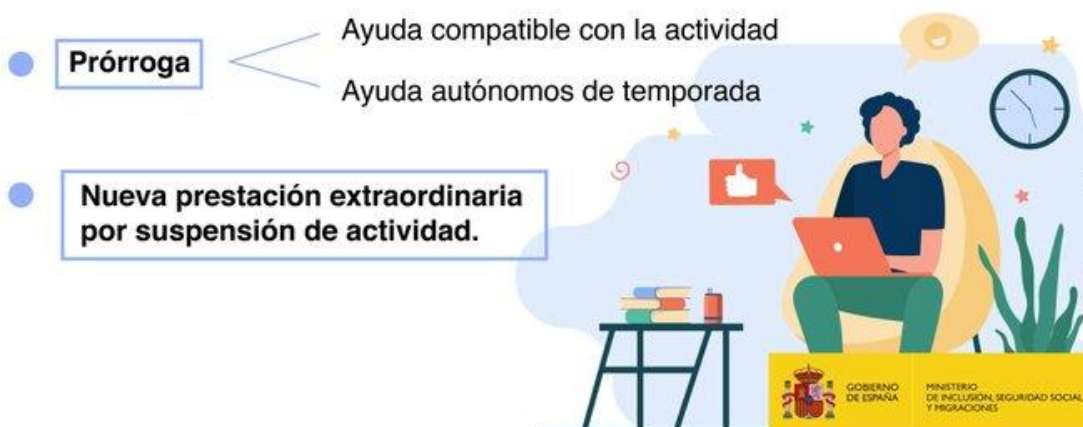 Prórroga
Ayuda compatible con la actividad
Ayuda autónomos de temporada
Nueva prestación extraordinaria
por suspensión de actividad.
GOBIERNO
DE ESPAÑA
MINISTERIO
DE INCLUSIÓN, SEGURIDAD SOCIAL
Y MIGRACIONES